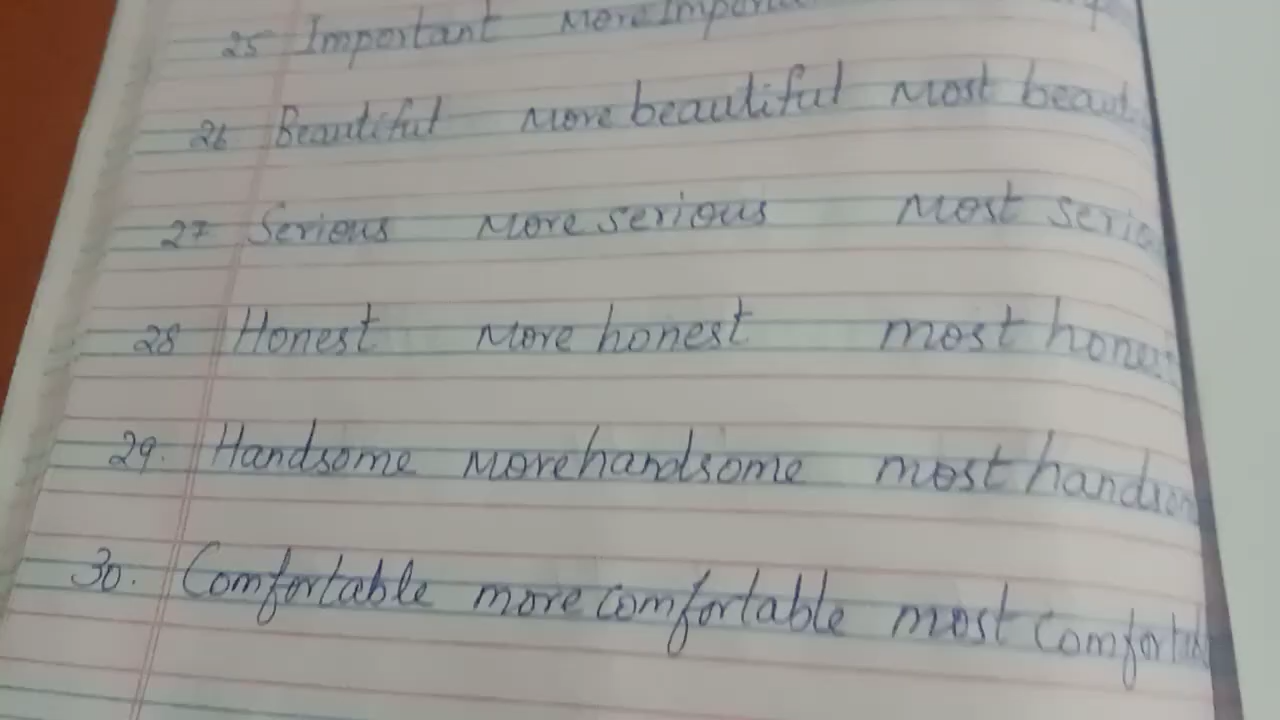 25 Important More
26 Beautiful More beautiful Most
27 Serious More serious Most
28 Honest More honest most
29. Handsome More handsome most
30. Comfortable more comfortable most